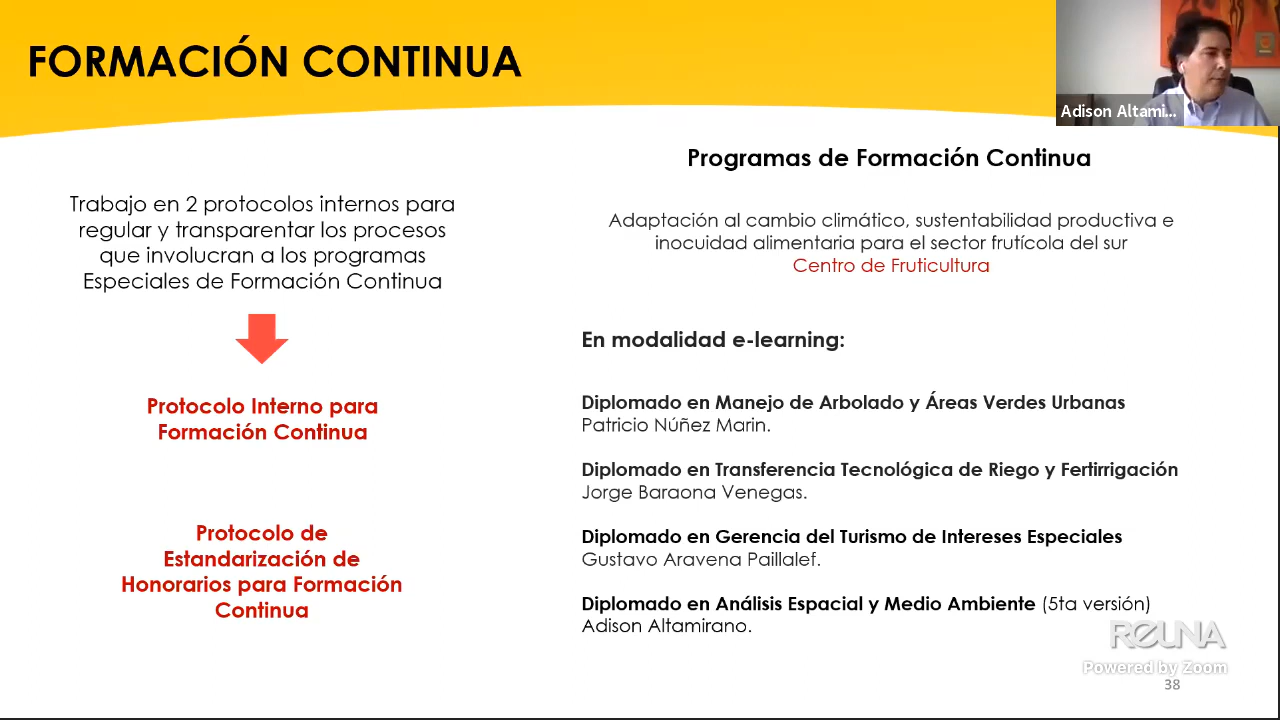 FORMACIÓN CONTINUA
Adison Altami...
Trabajo en 2 protocolos internos para
regular y transparentar los procesos
que involucran a los programas
Especiales de Formación Continua
Protocolo Interno para
Formación Continua
Protocolo de
Estandarización de
Honorarios para Formación
Continua
Programas de Formación Continua
Adaptación al cambio climático, sustentabilidad productiva e
inocuidad alimentaria para el sector frutícola del sur
Centro de Fruticultura
En modalidad e-learning:
Diplomado en Manejo de Arbolado y Áreas Verdes Urbanas
Patricio Núñez Marin.
Diplomado en Transferencia Tecnológica de Riego y Fertirrigación
Jorge Baraona Venegas.
Diplomado en Gerencia del Turismo de Intereses Especiales
Gustavo Aravena Paillalef.
Diplomado en Análisis Espacial y Medio Ambiente (5ta versión)
Adison Altamirano.
REUNA
Powered by Zoom
38